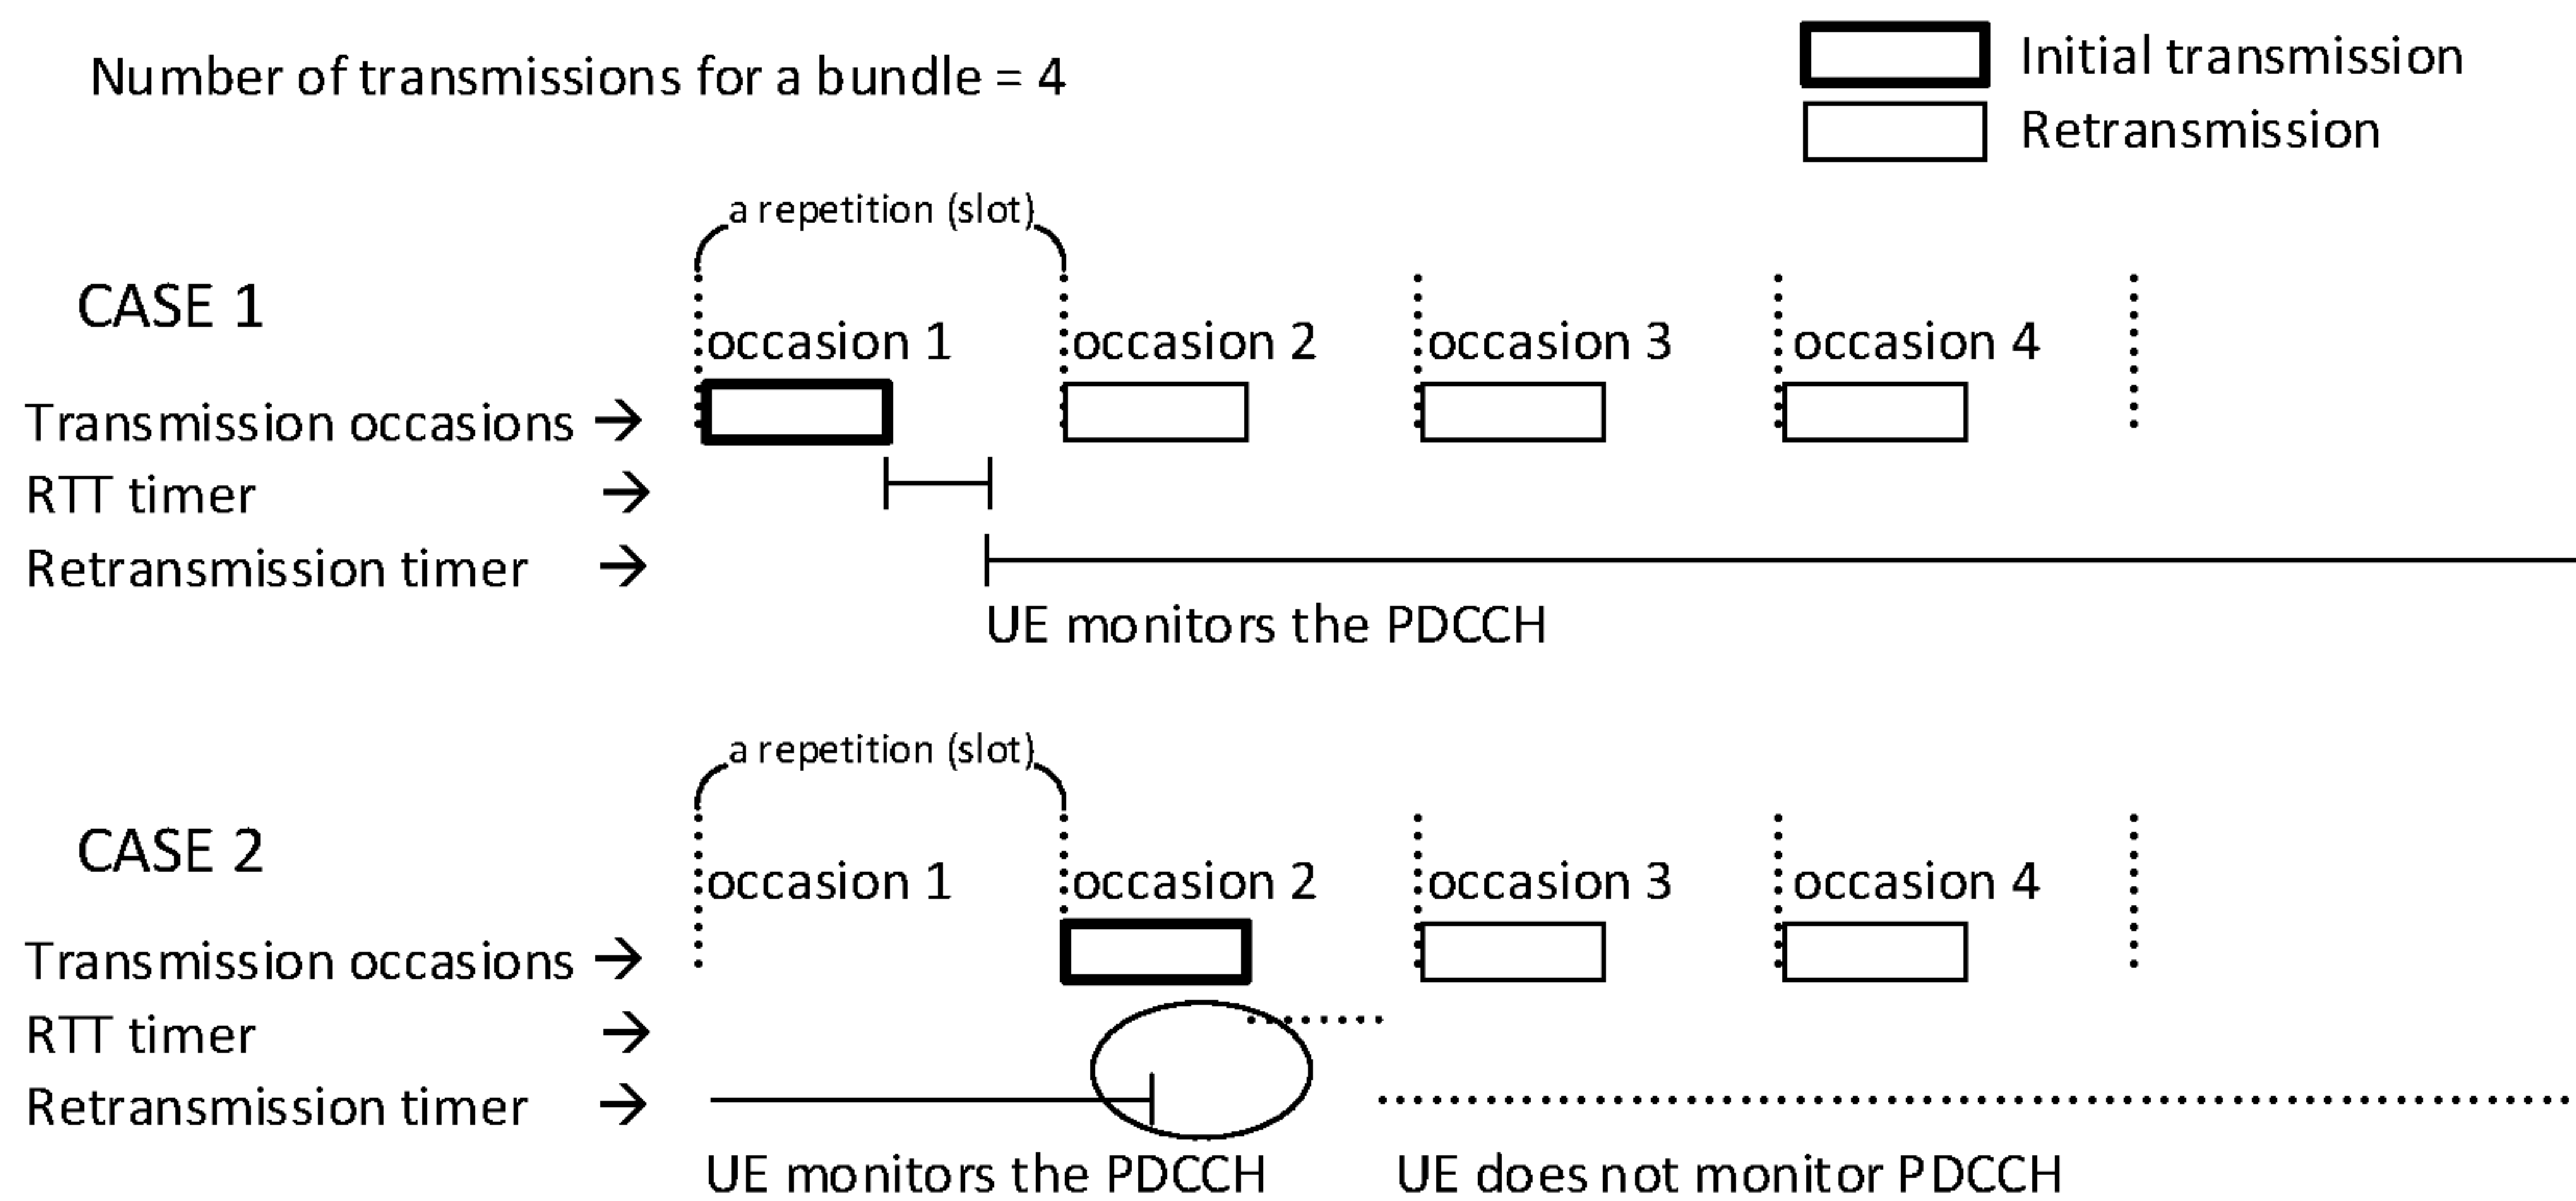 Number of transmissions for a bundle = 4
Initial transmission
Retransmission
a repetition (slot)
CASE 1
occasion 1 occasion 2 occasion 3 occasion 4
Transmission occasions →
RTT timer →
Retransmission timer →
UE monitors the PDCCH
a repetition (slot)
CASE 2
occasion 1 occasion 2 occasion 3 occasion 4
Transmission occasions →
RTT timer →
Retransmission timer →
UE monitors the PDCCH UE does not monitor PDCCH